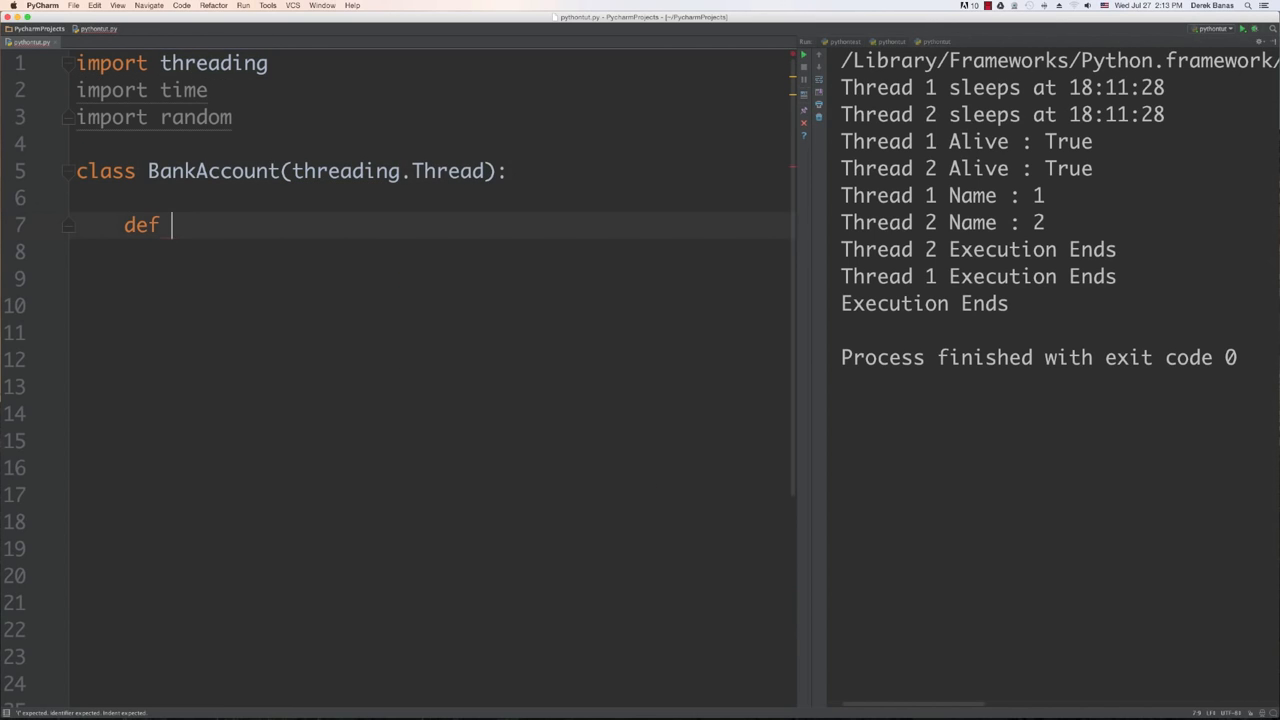 PyCharm File Edit View Navigate Code Refactor Run Tools VCS Window Help 10 Wed Jul 27 2:13 PM Derek Banas
pythontut.py - PycharmProjects - [~/PycharmProjects]
PycharmProjects pythontut.py pythontut
pythontut.py Run: pythontest pythontut pythontut
1 import threading
2 import time
3 import random
4
5 class BankAccount(threading.Thread):
6
7 def
8
9
10
11
12
13
14
15
16
17
18
19
20
21
22
23
24
25
/Library/Frameworks/Python.framework/
Thread 1 sleeps at 18:11:28
Thread 2 sleeps at 18:11:28
Thread 1 Alive : True
Thread 2 Alive : True
Thread 1 Name : 1
Thread 2 Name : 2
Thread 2 Execution Ends
Thread 1 Execution Ends
Execution Ends
Process finished with exit code 0
'(' expected. Identifier expected. Indent expected. 7:9 LF÷ UTF-8÷